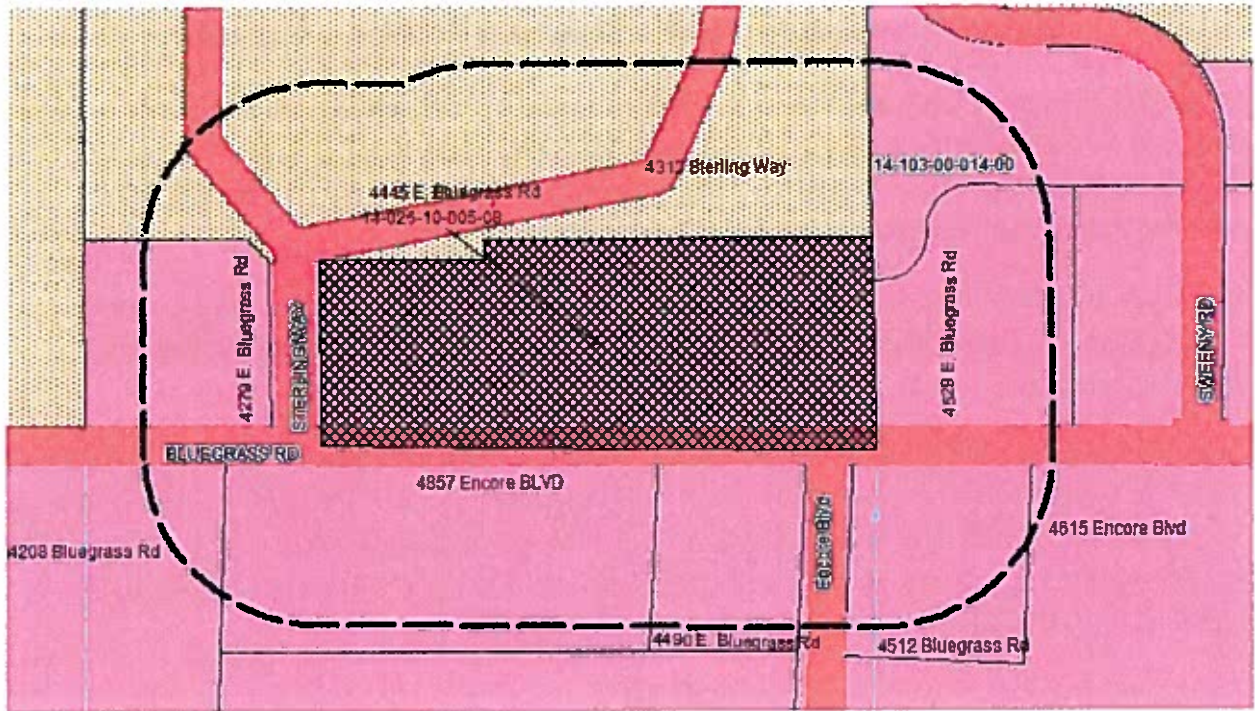 4313 Sterling Way
14-103-00-014-00
4445 E. Bluegrass Rd
14-026-10-005-08
4279 E. Bluegrass Rd
STERLING WAY
4528 E. Bluegrass Rd
SWEENY RD
BLUEGRASS RD
4857 Encore BLVD
Encore Blvd
4208 Bluegrass Rd
4615 Encore Blvd
4490 E. Bluegrass Rd
4512 Bluegrass Rd